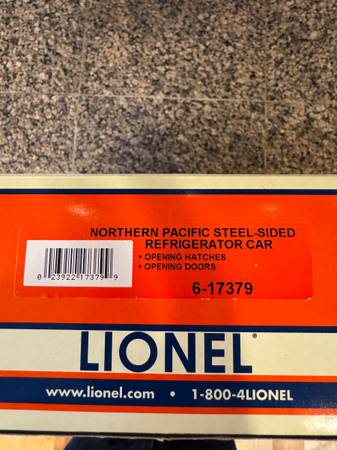 NORTHERN PACIFIC STEEL-SIDED
REFRIGERATOR CAR
• OPENING HATCHES
• OPENING DOORS
0 23922 17379 9
6-17379
LIONEL®
www.lionel.com • 1-800-4LIONEL